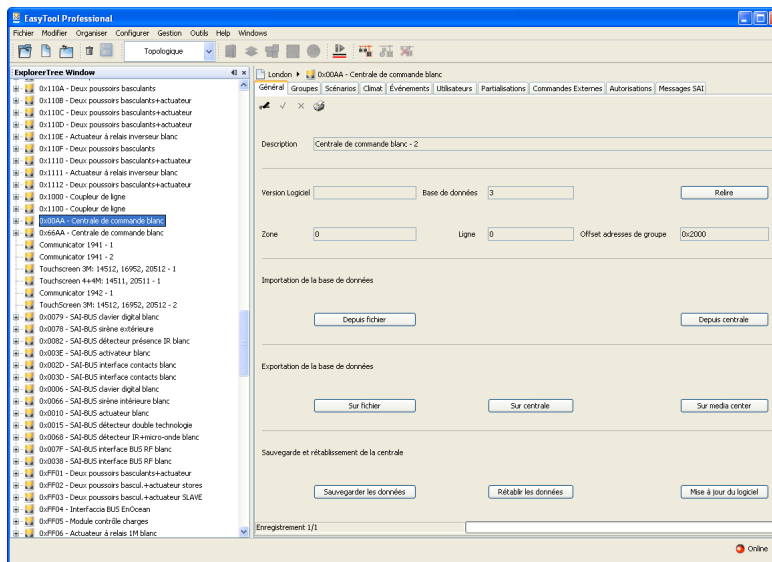 EasyTool Professional
Fichier Modifier Organiser Configurer Gestion Outils Help Windows
Topologique
ExplorerTree Window
London 0x00AA - Centrale de commande blanc
Général Groupes Scénarios Climat Événements Utilisateurs Partialisations Commandes Externes Autorisations Messages SAI
0x110A - Deux poussoirs basculants
0x110B - Deux poussoirs basculants+actuateur
0x110C - Deux poussoirs basculants+actuateur
0x110D - Deux poussoirs basculants+actuateur
0x110E - Actuateur à relais inverseur blanc
0x110F - Deux poussoirs basculants
0x1110 - Deux poussoirs basculants+actuateur
0x1111 - Actuateur à relais inverseur blanc
0x1112 - Deux poussoirs basculants+actuateur
0x1000 - Coupleur de ligne
0x1100 - Coupleur de ligne
0x00AA - Centrale de commande blanc
0x66AA - Centrale de commande blanc
Communicator 1941 - 1
Communicator 1941 - 2
Touchscreen 3M: 14512, 16952, 20512 - 1
Touchscreen 4+4M: 14511, 20511 - 1
Communicator 1942 - 1
TouchScreen 3M: 14512, 16952, 20512 - 2
0x0079 - SAI-BUS clavier digital blanc
0x0078 - SAI-BUS sirène extérieure
0x0082 - SAI-BUS détecteur présence IR blanc
0x003E - SAI-BUS activateur blanc
0x002D - SAI-BUS interface contacts blanc
0x003D - SAI-BUS interface contacts blanc
0x0006 - SAI-BUS clavier digital blanc
0x0066 - SAI-BUS sirène intérieure blanc
0x0010 - SAI-BUS actuateur blanc
0x0015 - SAI-BUS détecteur double technologie
0x0068 - SAI-BUS détecteur IR+micro-onde blanc
0x007F - SAI-BUS interface BUS RF blanc
0x0038 - SAI-BUS interface BUS RF blanc
0xFF01 - Deux poussoirs basculants+actuateur
0xFF02 - Deux poussoirs bascul.+actuateur stores
0xFF03 - Deux poussoirs bascul.+actuateur SLAVE
0xFF04 - Interfaccia BUS EnOcean
0xFF05 - Module contrôle charges
0xFF06 - Actuateur à relais 1M blanc
Description Centrale de commande blanc - 2
Version Logiciel Base de données 3 Relire
Zone 0 Ligne 0 Offset adresses de groupe 0x2000
Importation de la base de données
Depuis fichier Depuis centrale
Exportation de la base de données
Sur fichier Sur centrale Sur media center
Sauvegarde et rétablissement de la centrale
Sauvegarder les données Rétablir les données Mise à jour du logiciel
Enregistrement 1/1
Online